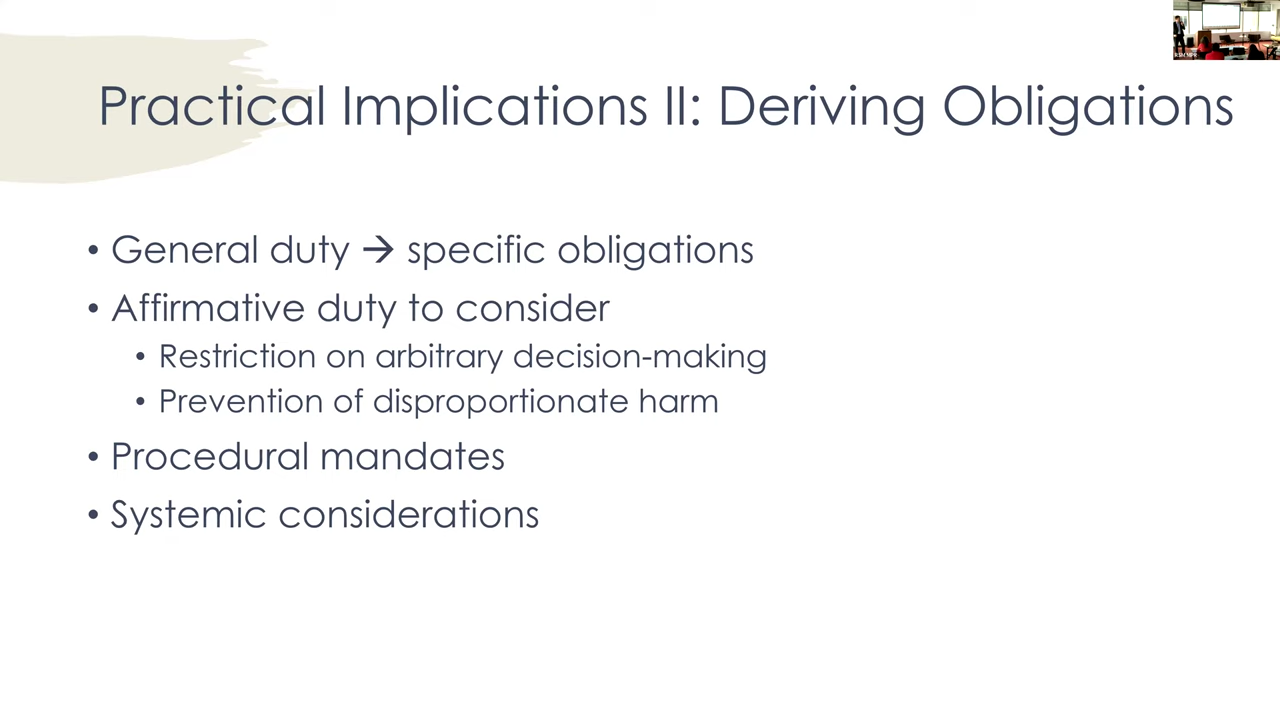 Practical Implications II: Deriving Obligations
• General duty → specific obligations
• Affirmative duty to consider
• Restriction on arbitrary decision-making
• Prevention of disproportionate harm
• Procedural mandates
• Systemic considerations